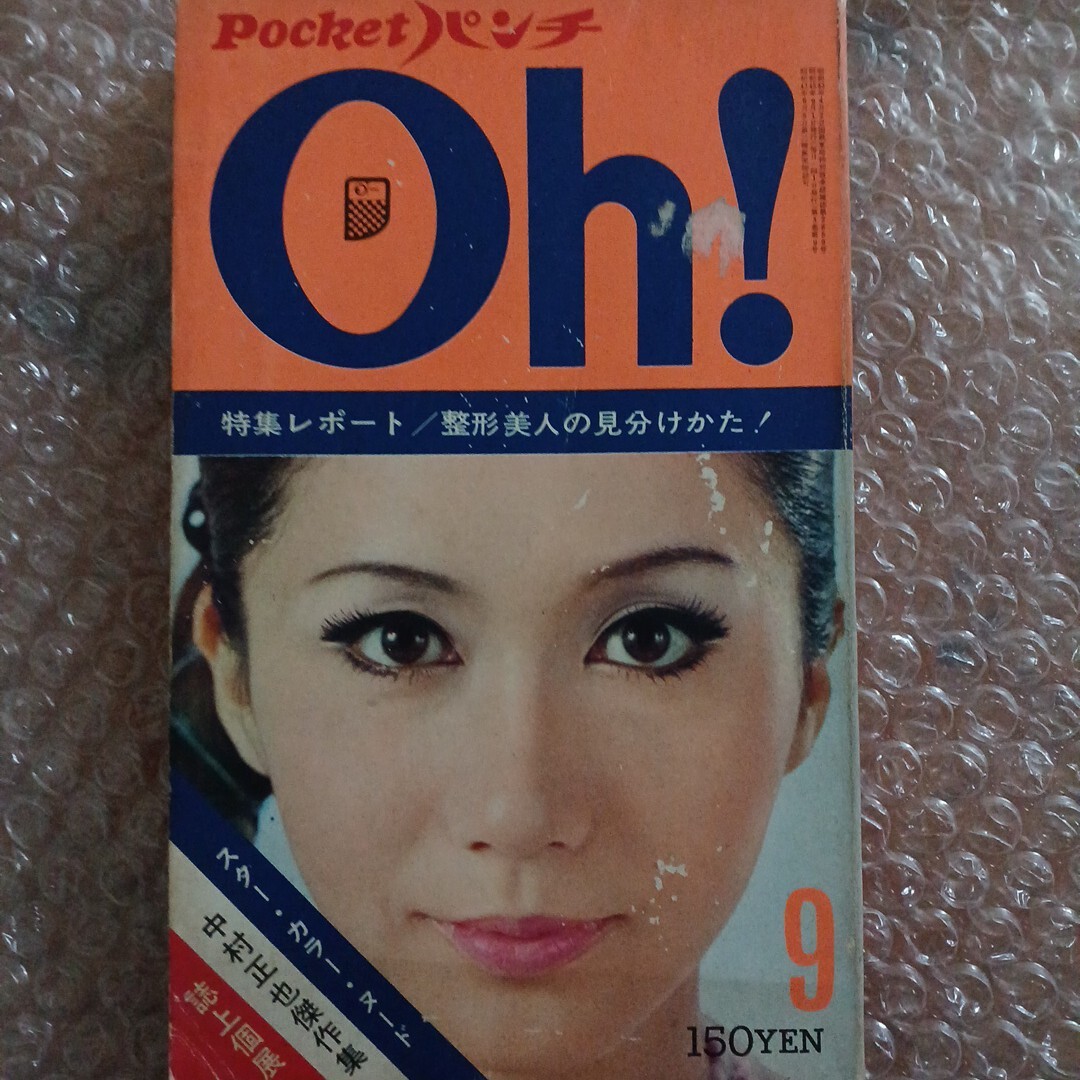 Pocketパンチ
Oh!
特集レポート／整形美人の見分けかた！
スター・カラー・ヌード
中村正也傑作集
誌上個展
9
150YEN